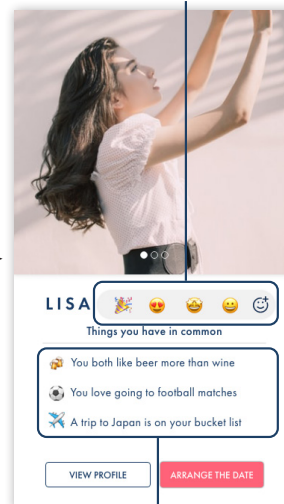 LISA
Things you have in common
You both like beer more than wine
You love going to football matches
A trip to Japan is on your bucket list
VIEW PROFILE
ARRANGE THE DATE